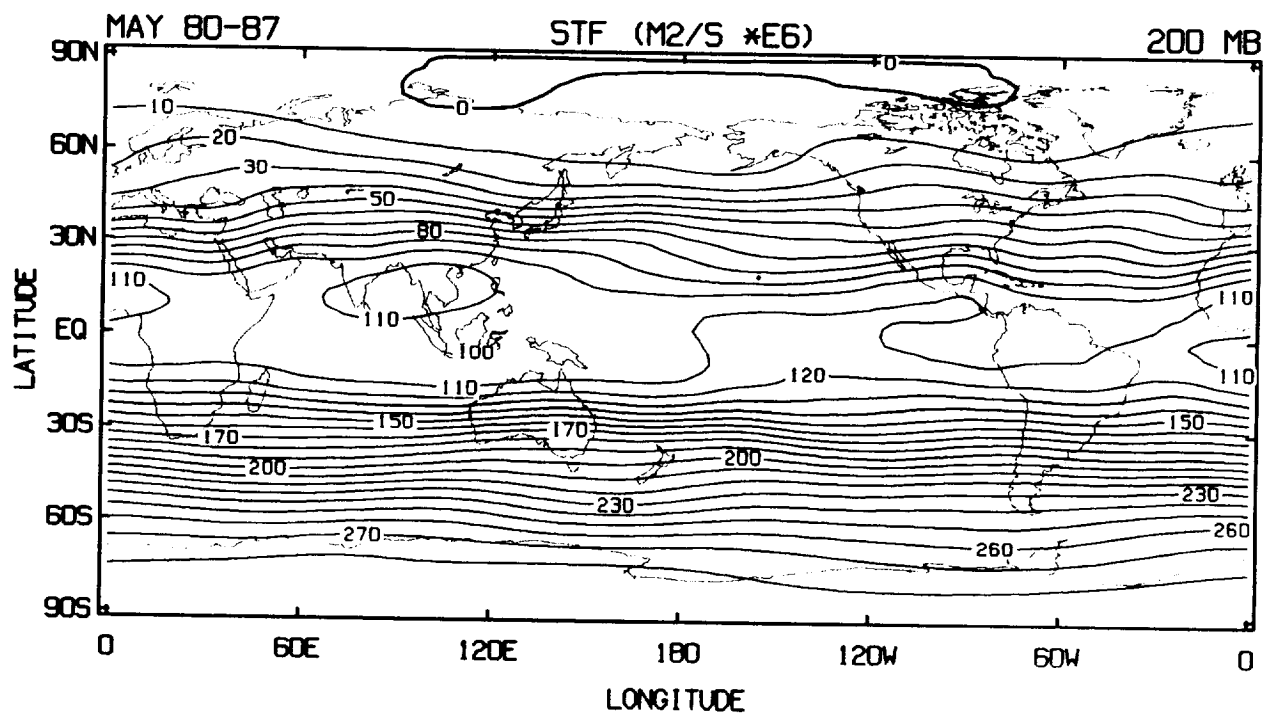 MAY 80-87 STF (M2/S *E6) 200 MB
90N 0
10 0
60N 20
30
50
30N 80
110 110 110
EQ
100
110 120 110
30S 170 150 170 150
200 200
230 230
60S 270 260 260
90S
0 60E 120E 180 120W 60W 0
LATITUDE
LONGITUDE